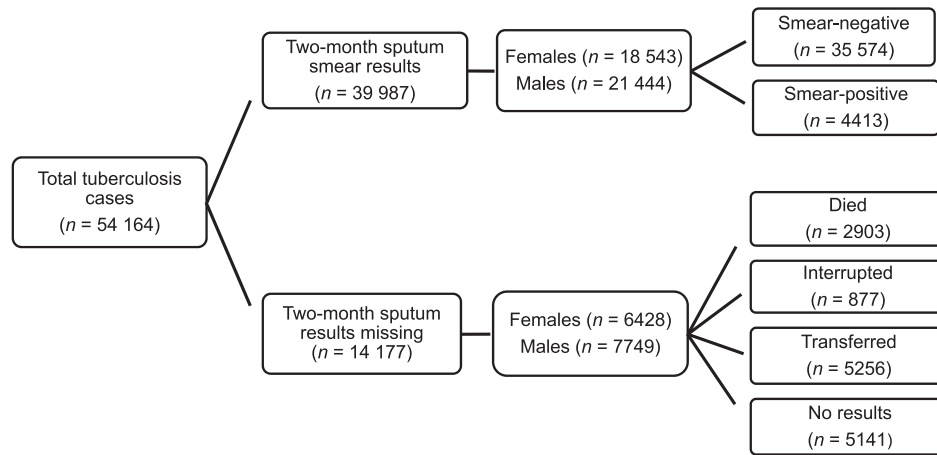 Total tuberculosis
cases
(n = 54 164)
Two-month sputum
smear results
(n = 39 987)
Females (n = 18 543)
Males (n = 21 444)
Smear-negative
(n = 35 574)
Smear-positive
(n = 4413)
Two-month sputum
results missing
(n = 14 177)
Females (n = 6428)
Males (n = 7749)
Died
(n = 2903)
Interrupted
(n = 877)
Transferred
(n = 5256)
No results
(n = 5141)